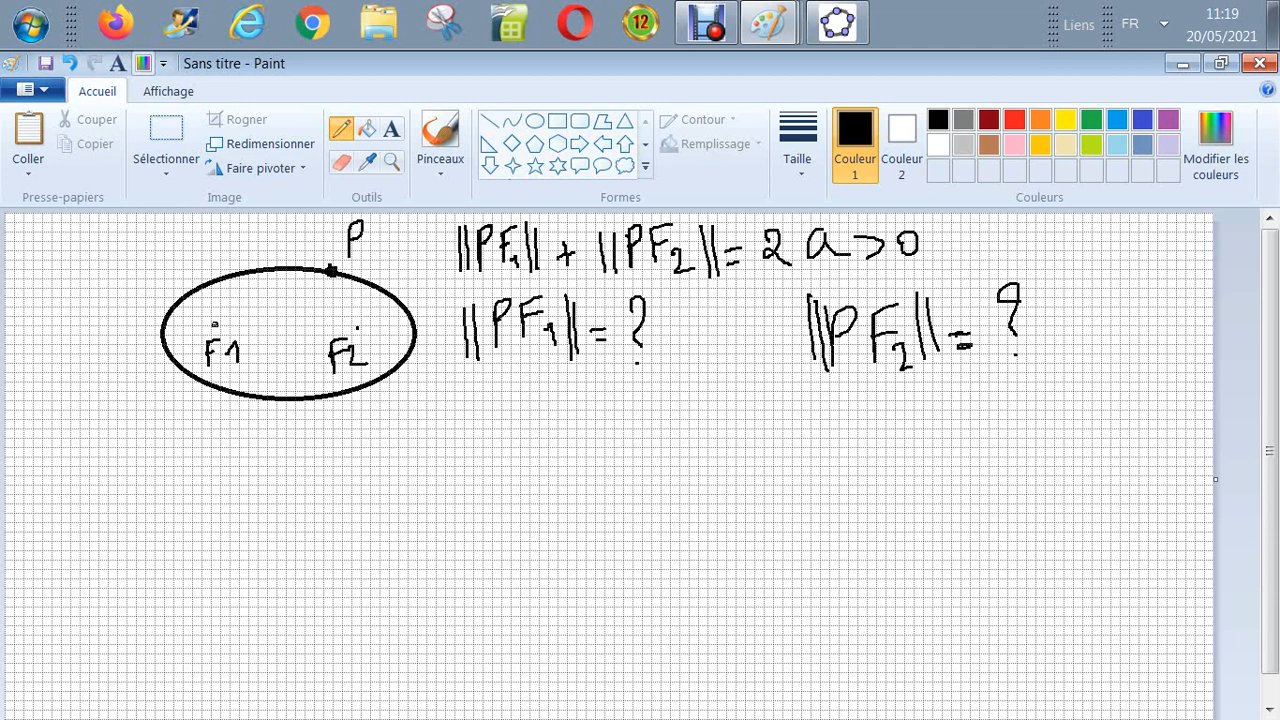 12
Liens
FR
11:19
20/05/2021
Sans titre - Paint
Accueil
Affichage
Coller
Couper
Copier
Presse-papiers
Sélectionner
Rogner
Redimensionner
Faire pivoter
Image
A
Outils
Pinceaux
Contour
Remplissage
Formes
Taille
Couleur 1
Couleur 2
Modifier les couleurs
Couleurs
P
||PF1|| + ||PF2|| = 2a > 0
||PF1|| = ?
||PF2|| = ?
F1
F2